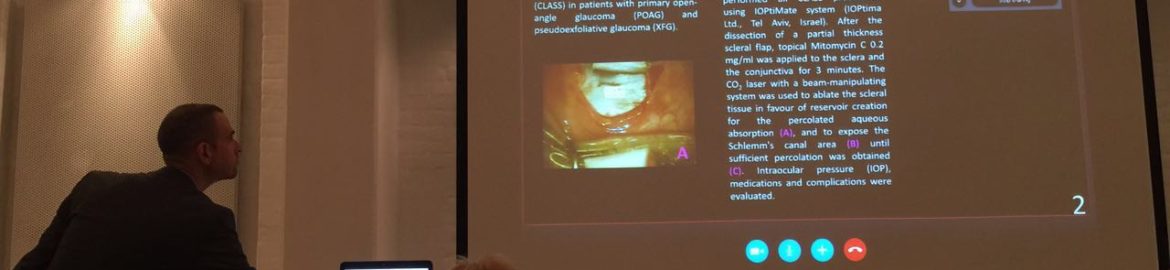 (CLASS) in patients with primary open-
angle glaucoma (POAG) and
pseudoexfoliative glaucoma (XFG).
A
using IOPtiMate system (IOPtima
Ltd., Tel Aviv, Israel). After the
dissection of a partial thickness
scleral flap, topical Mitomycin C 0.2
mg/ml was applied to the sclera and
the conjunctiva for 3 minutes. The
CO₂ laser with a beam-manipulating
system was used to ablate the scleral
tissue in favour of reservoir creation
for the percolated aqueous
absorption (A), and to expose the
Schlemm's canal area (B) until
sufficient percolation was obtained
(C). Intraocular pressure (IOP),
medications and complications were
evaluated.
2